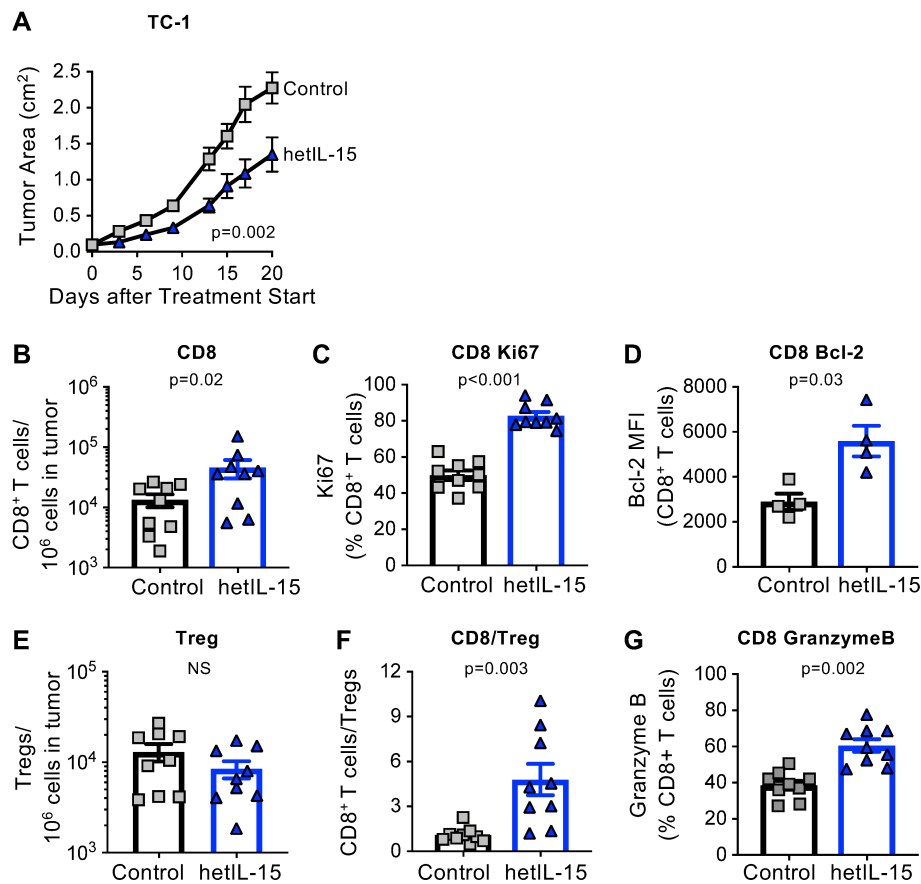 A
TC-1
Tumor Area (cm²)
2.5
2.0
1.5
1.0
0.5
0.0
Control
hetIL-15
p=0.002
0 5 10 15 20
Days after Treatment Start
B
CD8
p=0.02
CD8⁺ T cells/
10⁶ cells in tumor
10⁶
10⁵
10⁴
10³
Control hetIL-15
C
CD8 Ki67
p<0.001
Ki67
(% CD8⁺ T cells)
100
80
60
40
20
0
Control hetIL-15
D
CD8 Bcl-2
p=0.03
Bcl-2 MFI
(CD8⁺ T cells)
8000
6000
4000
2000
0
Control hetIL-15
E
Treg
NS
Tregs/
10⁶ cells in tumor
10⁵
10⁴
10³
Control hetIL-15
F
CD8/Treg
p=0.003
CD8⁺ T cells/Tregs
12
9
6
3
0
Control hetIL-15
G
CD8 GranzymeB
p=0.002
Granzyme B
(% CD8+ T cells)
100
80
60
40
20
0
Control hetIL-15